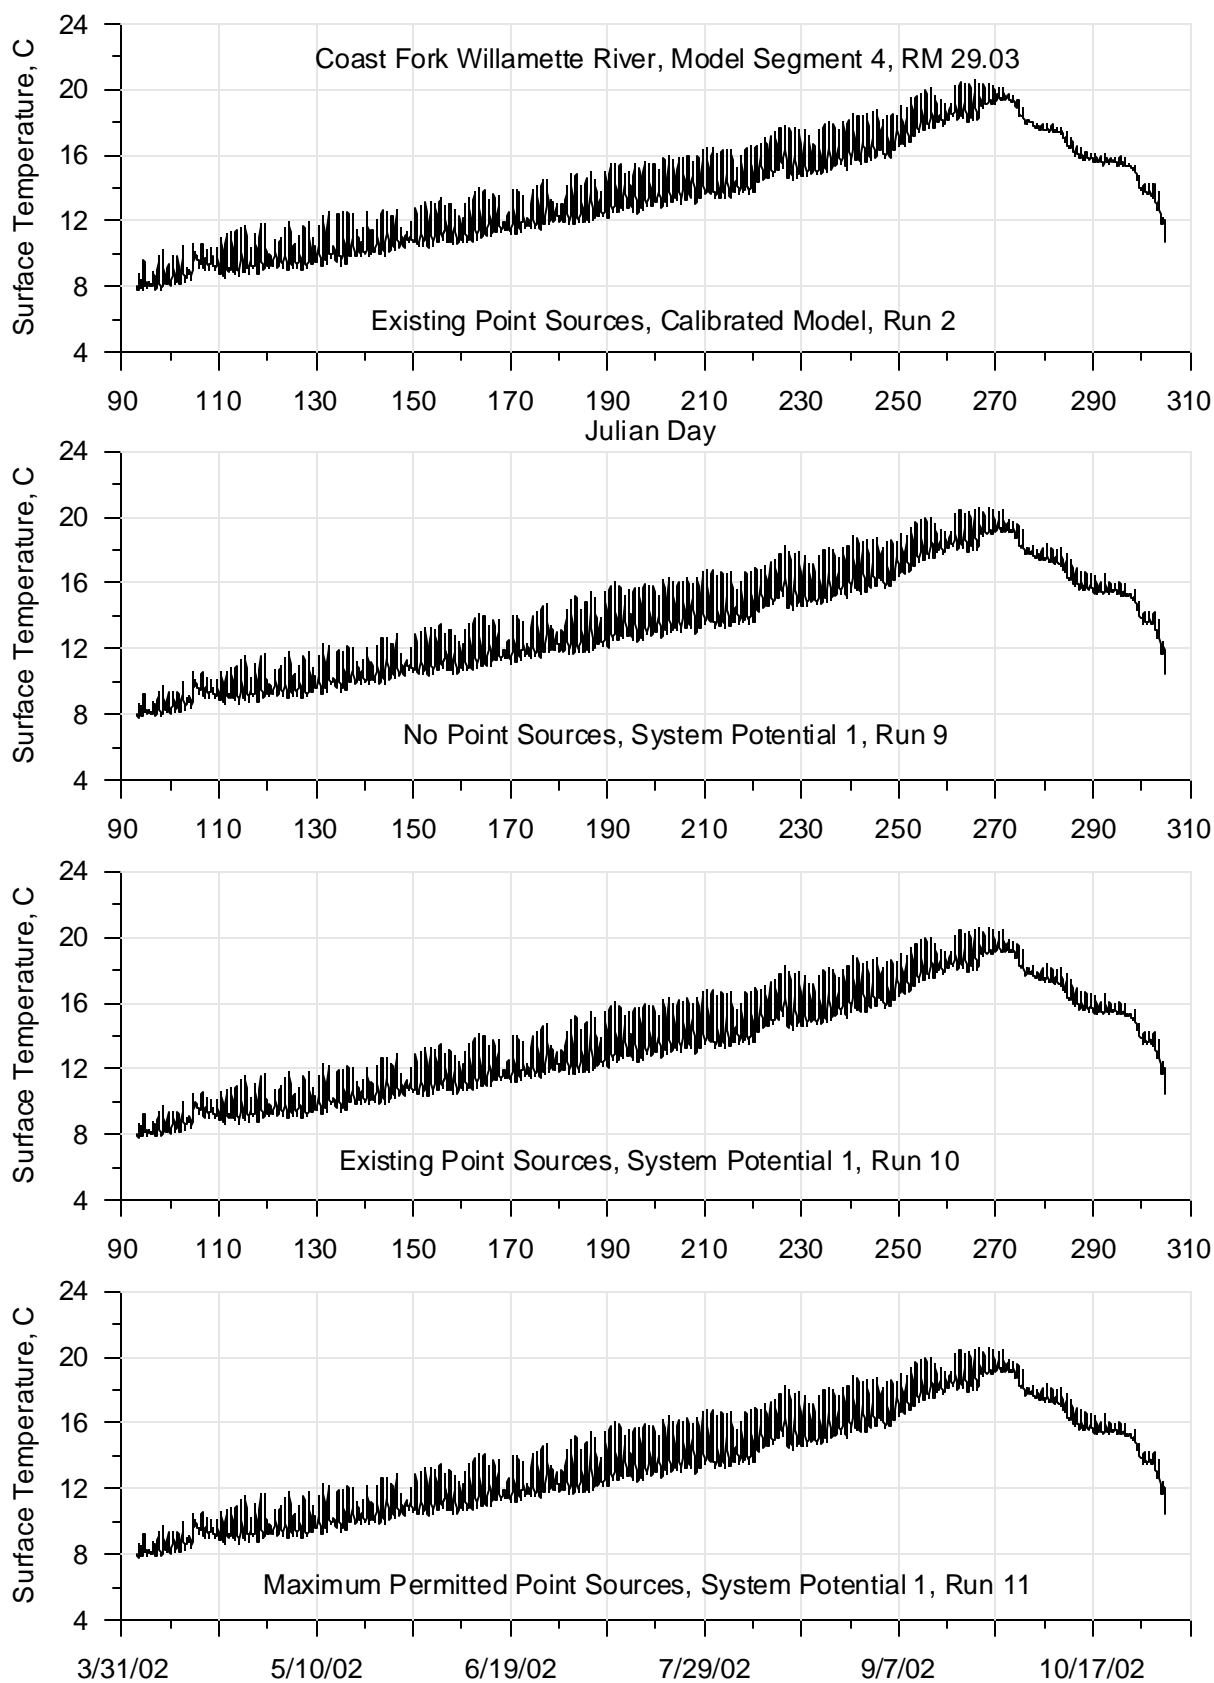 24
20
16
12
8
4
Surface Temperature, C
Coast Fork Willamette River, Model Segment 4, RM 29.03
Existing Point Sources, Calibrated Model, Run 2
90 110 130 150 170 190 210 230 250 270 290 310
Julian Day
24
20
16
12
8
4
Surface Temperature, C
No Point Sources, System Potential 1, Run 9
90 110 130 150 170 190 210 230 250 270 290 310
24
20
16
12
8
4
Surface Temperature, C
Existing Point Sources, System Potential 1, Run 10
90 110 130 150 170 190 210 230 250 270 290 310
24
20
16
12
8
4
Surface Temperature, C
Maximum Permitted Point Sources, System Potential 1, Run 11
3/31/02 5/10/02 6/19/02 7/29/02 9/7/02 10/17/02